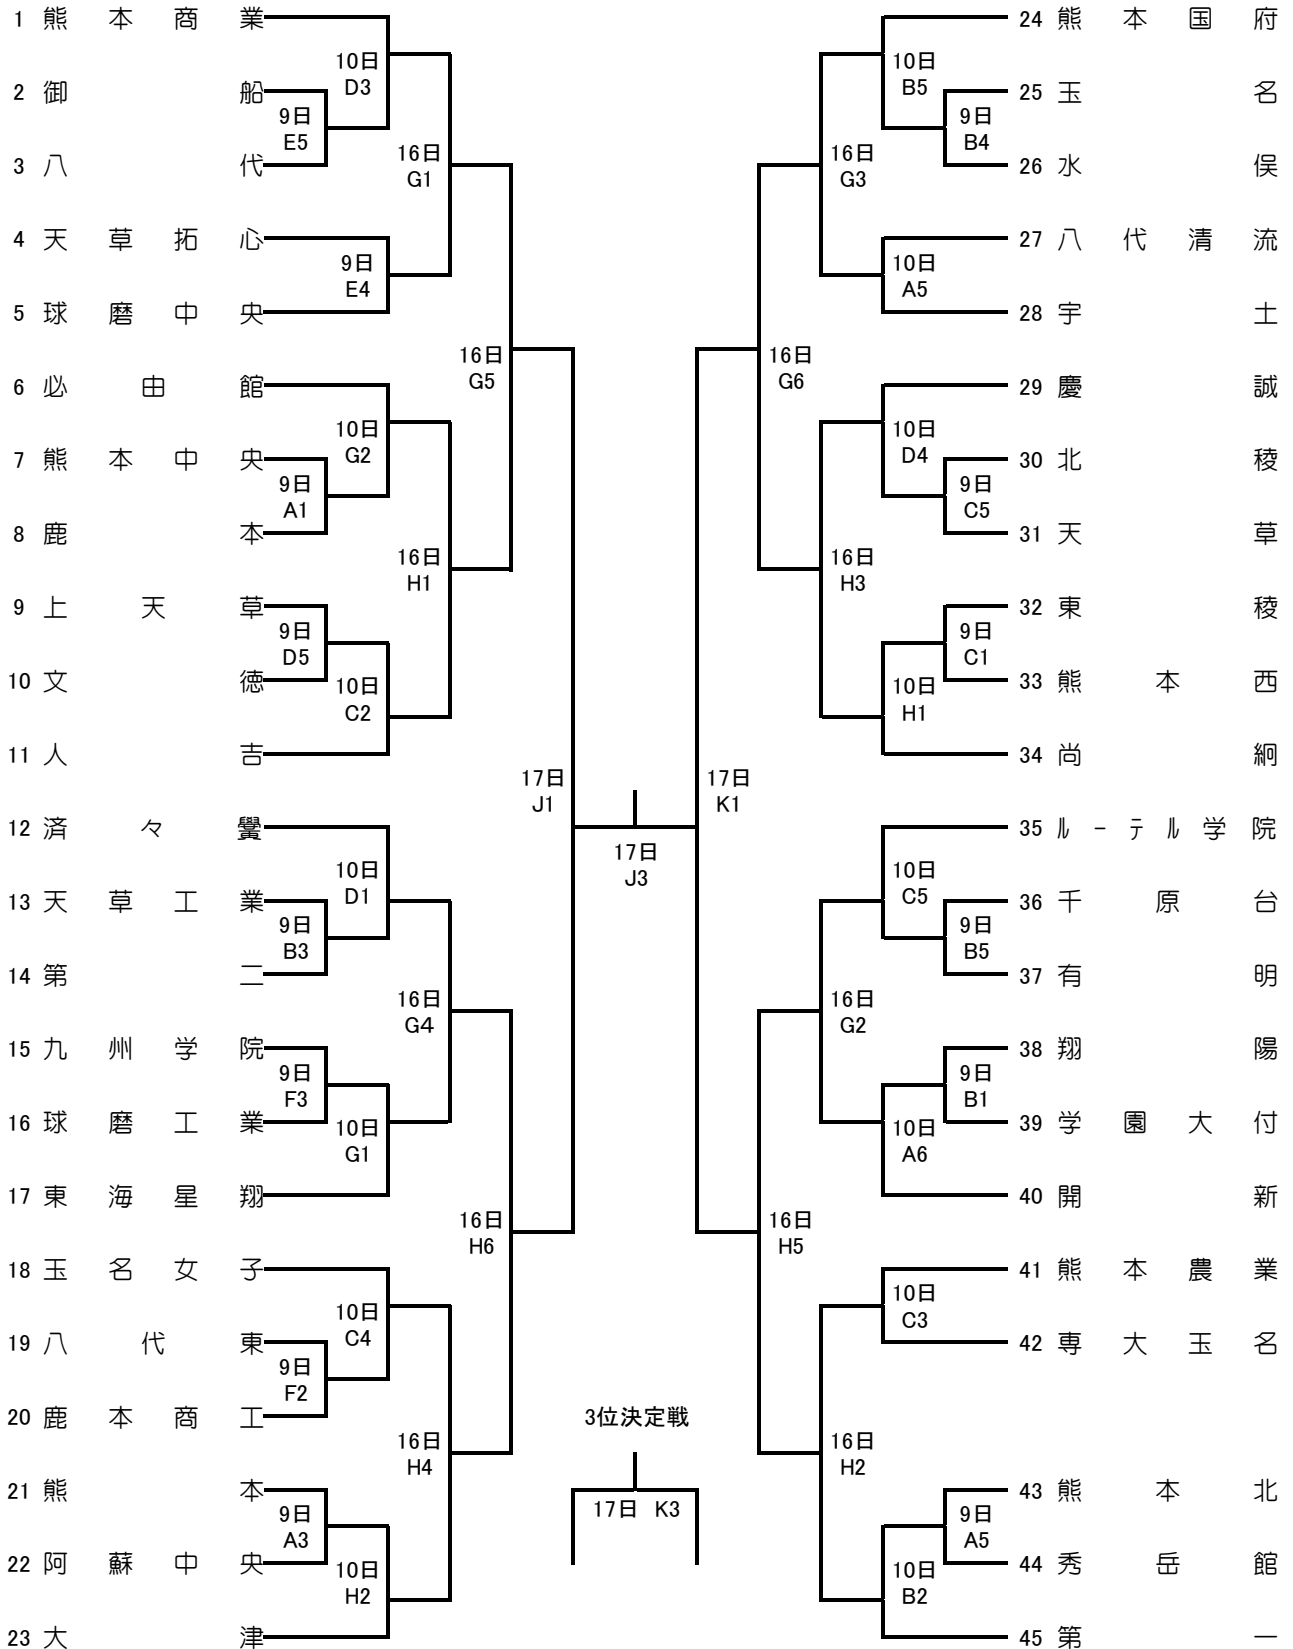 1 熊本商業
10日
D3
2 御船
9日
E5
3 八代
16日
G1
4 天草拓心
9日
E4
5 球磨中央
16日
G5
6 必由館
10日
G2
7 熊本中央
9日
A1
8 鹿本
16日
H1
9 上天草
9日
D5
10 文徳
10日
C2
11 人吉
17日
J1
12 済々黌
10日
D1
13 天草工業
9日
B3
14 第二
16日
G4
15 九州学院
9日
F3
16 球磨工業
10日
G1
17 東海星翔
16日
H6
18 玉名女子
10日
C4
19 八代東
9日
F2
20 鹿本商工
16日
H4
21 熊本
9日
A3
22 阿蘇中央
10日
H2
23 大津
17日
J3
3位決定戦
17日 K3
24 熊本国府
10日
B5
25 玉名
9日
B4
26 水俣
16日
G3
27 八代清流
10日
A5
28 宇土
16日
G6
29 慶誠
10日
D4
30 北稜
9日
C5
31 天草
16日
H3
32 東稜
9日
C1
33 熊本西
10日
H1
34 尚絅
17日
K1
35 ﾙｰﾃﾙ学院
10日
C5
36 千原台
9日
B5
37 有明
16日
G2
38 翔陽
9日
B1
39 学園大付
10日
A6
40 開新
16日
H5
41 熊本農業
10日
C3
42 専大玉名
16日
H2
43 熊本北
9日
A5
44 秀岳館
10日
B2
45 第一